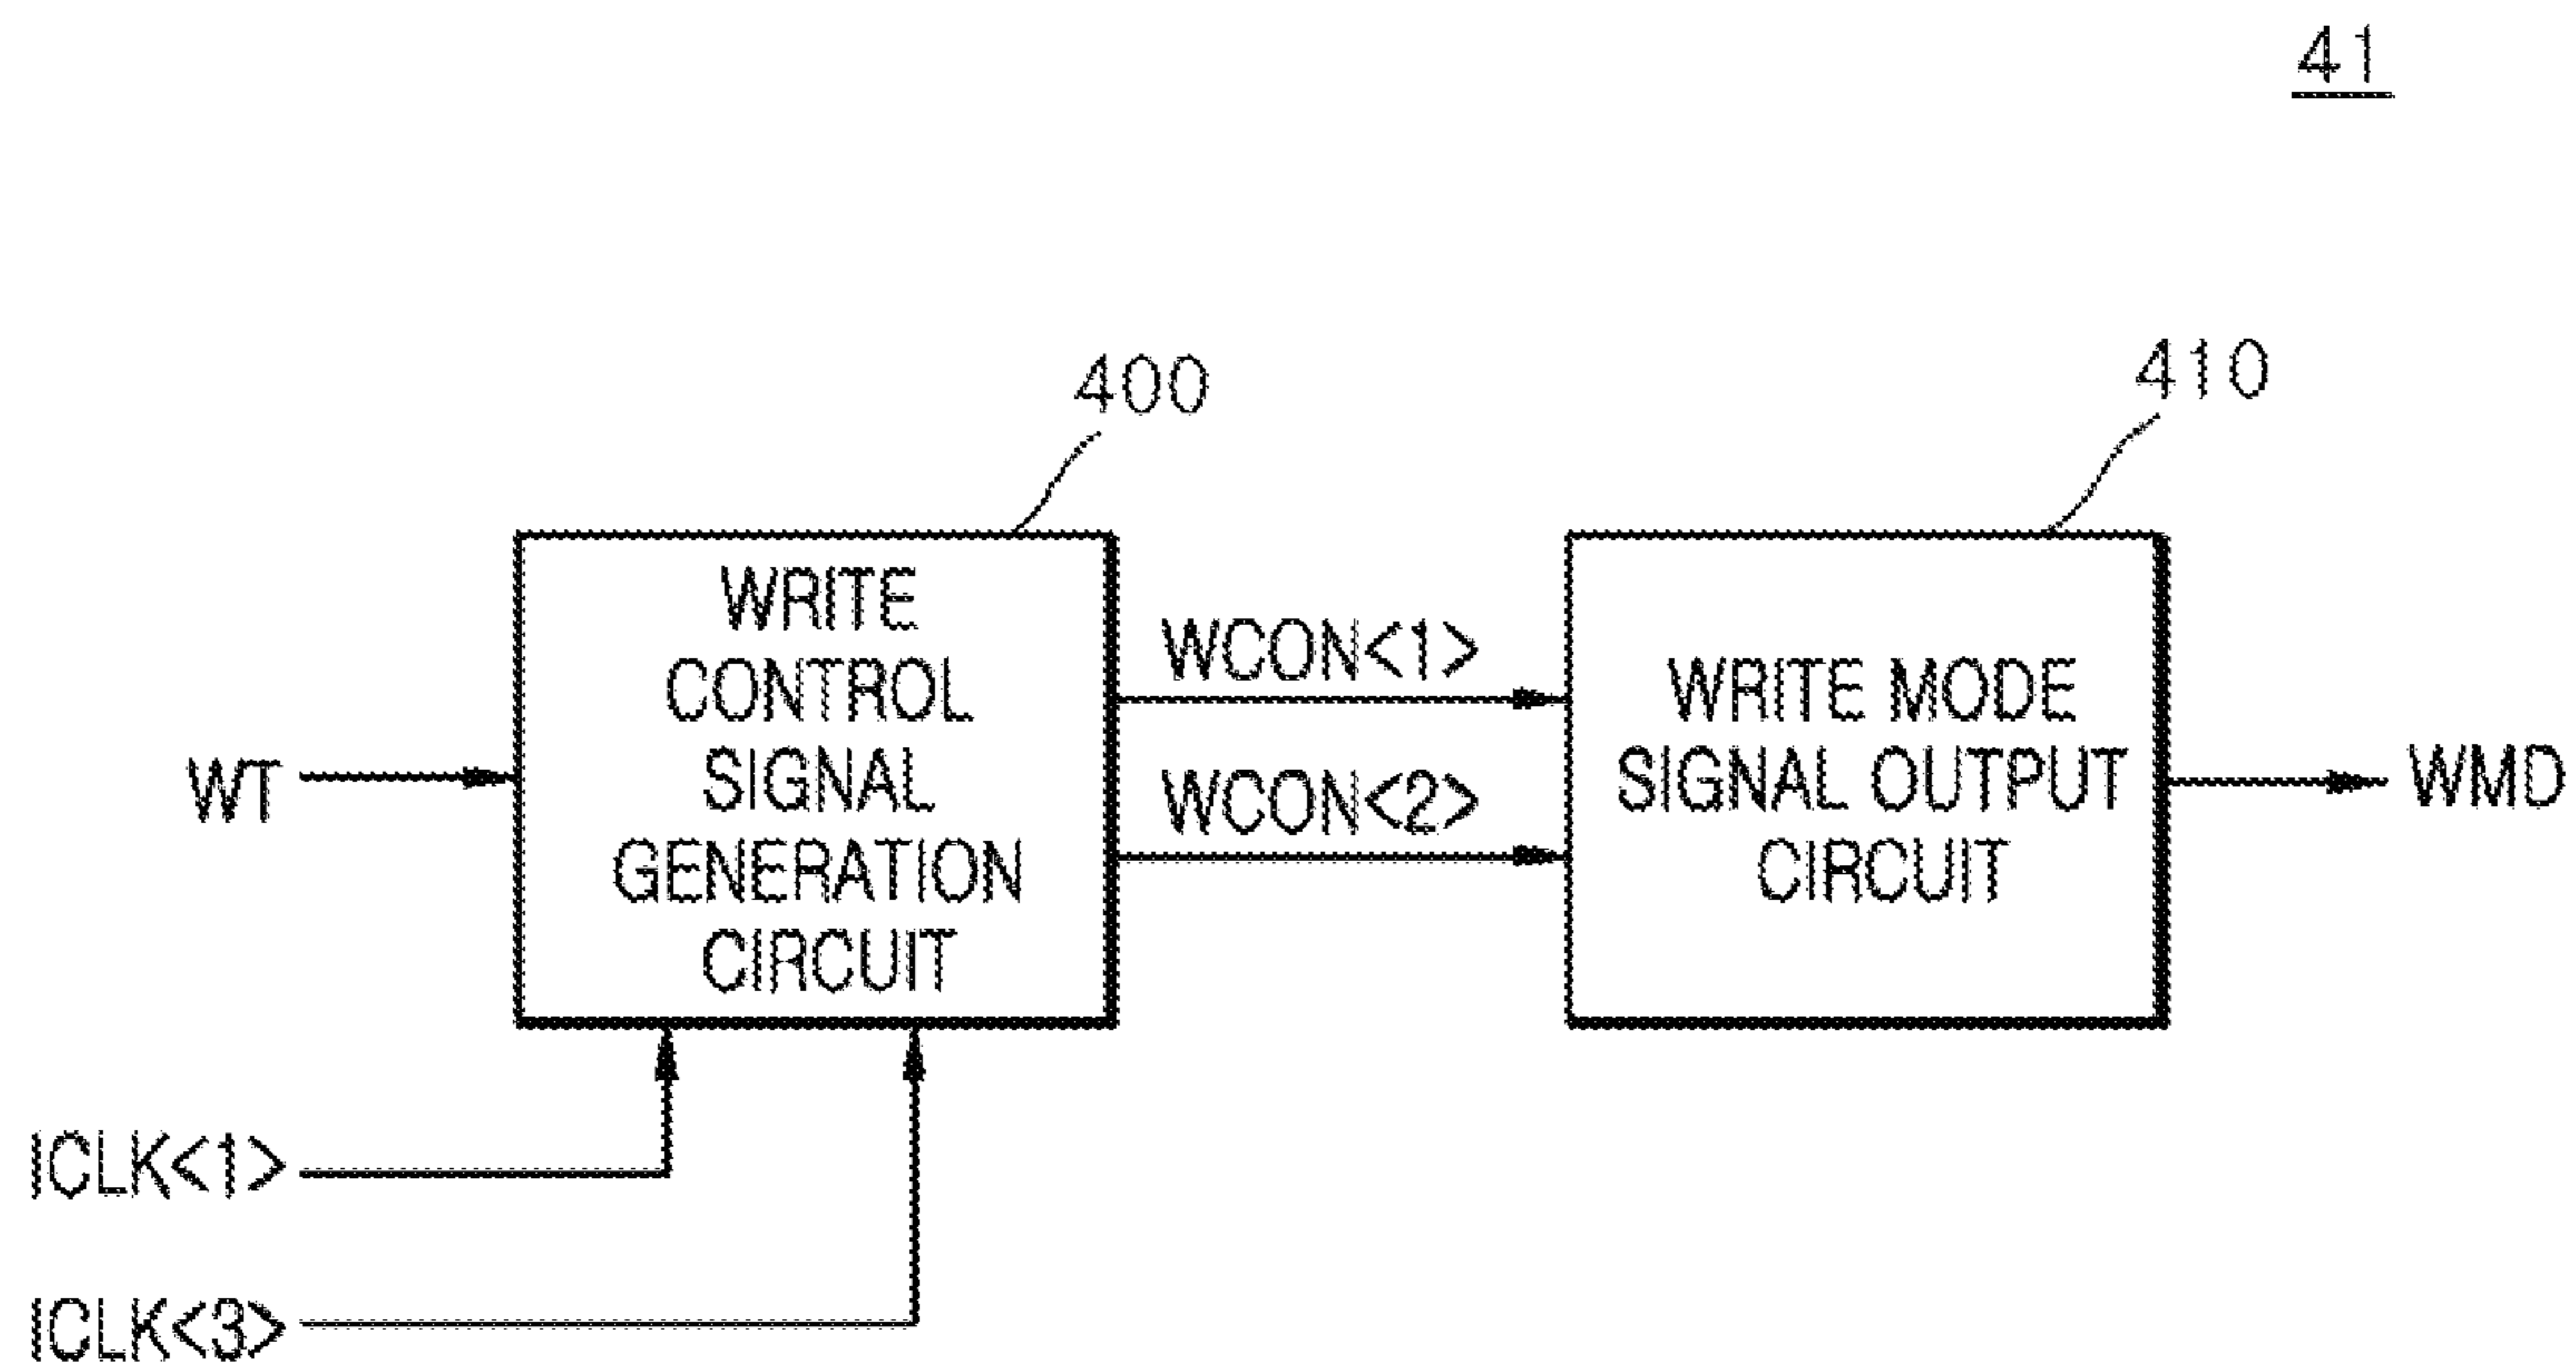 41
400
410
WRITE
CONTROL
SIGNAL
GENERATION
CIRCUIT
WCON<1>
WCON<2>
WRITE MODE
SIGNAL OUTPUT
CIRCUIT
WT
WMD
ICLK<1>
ICLK<3>